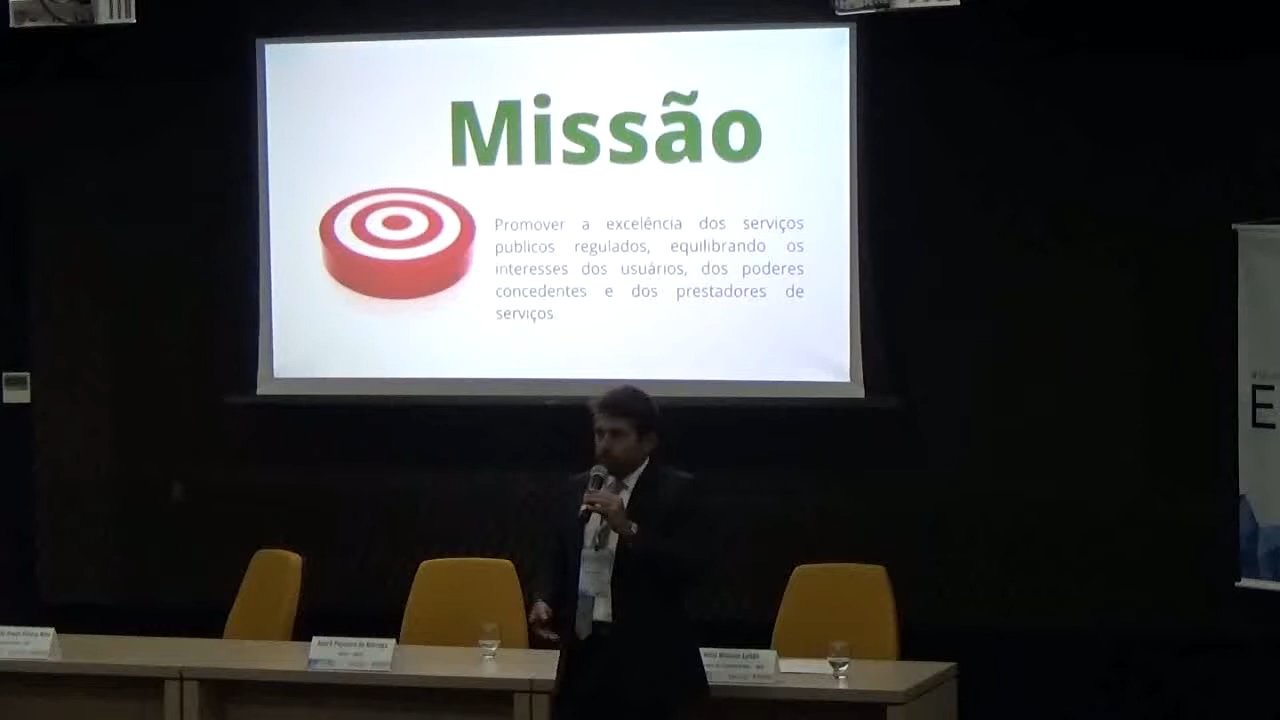 Missão
Promover a excelência dos serviços
publicos regulados, equilibrando os
interesses dos usuários, dos poderes
concedentes e dos prestadores de
serviços
E